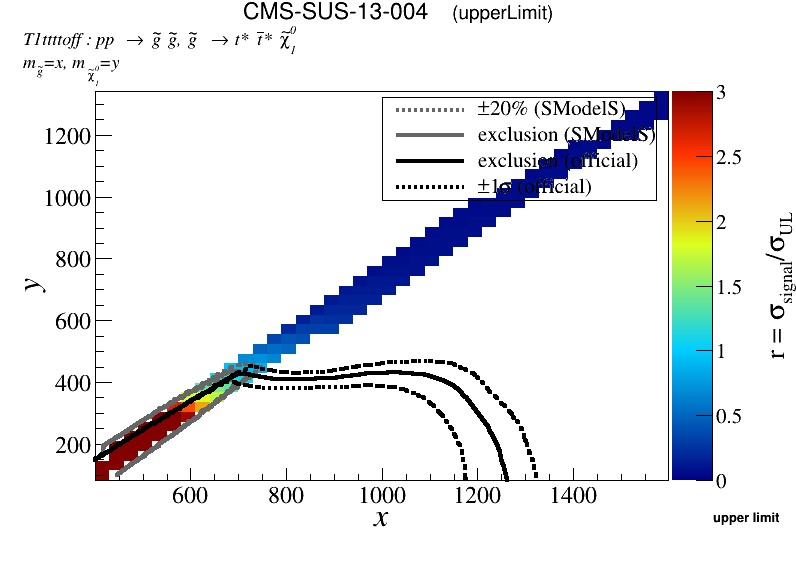 CMS-SUS-13-004 (upperLimit)
T1ttttoff : pp → g̃ g̃, g̃ → t* t̄* χ̃₁⁰
m_g̃=x, m_χ̃₁⁰=y
±20% (SModelS)
exclusion (SModelS)
exclusion (official)
±1σ (official)
1200
1000
800
600
400
200
y
600 800 1000 1200 1400
x
3
2.5
2
1.5
1
0.5
0
r = σ_signal/σ_UL
upper limit